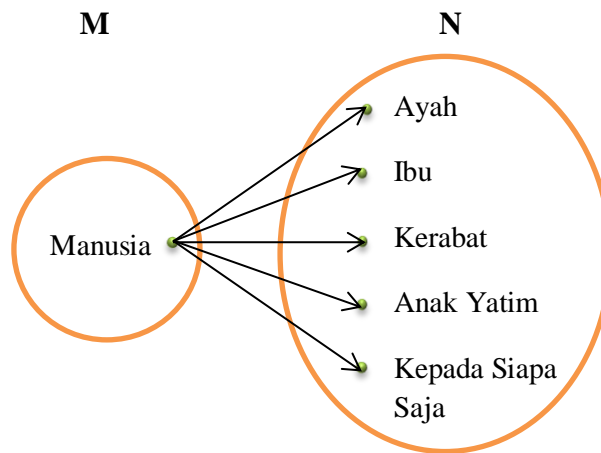 M
N
Manusia
Ayah
Ibu
Kerabat
Anak Yatim
Kepada Siapa
Saja